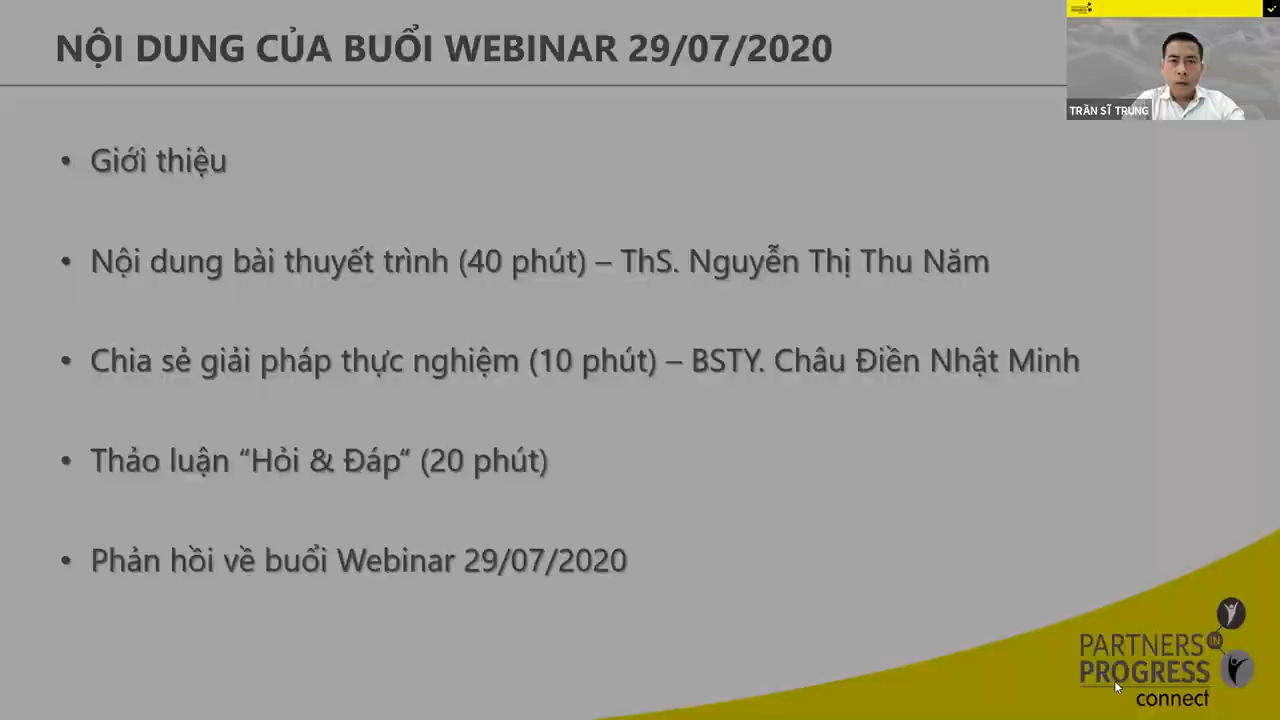 NỘI DUNG CỦA BUỔI WEBINAR 29/07/2020
TRẦN SĨ TRUNG
• Giới thiệu
• Nội dung bài thuyết trình (40 phút) – ThS. Nguyễn Thị Thu Năm
• Chia sẻ giải pháp thực nghiệm (10 phút) – BSTY. Châu Điền Nhật Minh
• Thảo luận “Hỏi & Đáp“ (20 phút)
• Phản hồi về buổi Webinar 29/07/2020
PARTNERS IN
PROGRESS
connect